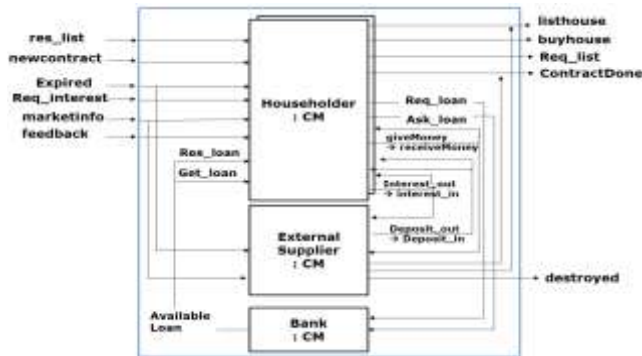 res_list
newcontract
Expired
Req_interest
marketinfo
feedback
Householder
: CM
listhouse
buyhouse
Req_list
ContractDone
Req_loan
Ask_loan
giveMoney
→ receiveMoney
Res_loan
Get_loan
Interest_out
→ Interest_in
External
Supplier
: CM
Deposit_out
→ Deposit_in
destroyed
Available
Loan
Bank
: CM